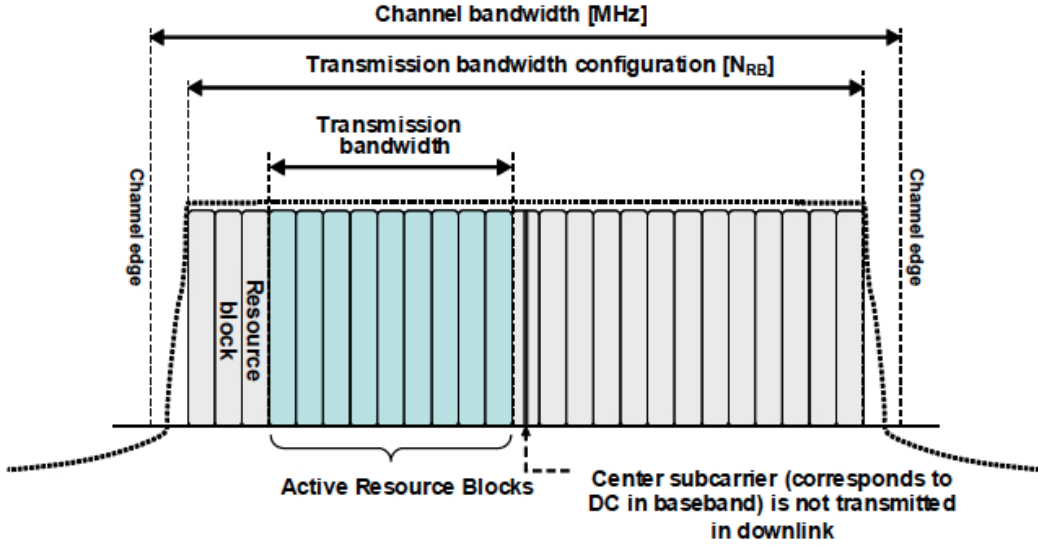 Channel bandwidth [MHz]
Transmission bandwidth configuration [NRB]
Transmission
bandwidth
Channel edge
Channel edge
Resource
block
Active Resource Blocks
Center subcarrier (corresponds to
DC in baseband) is not transmitted
in downlink